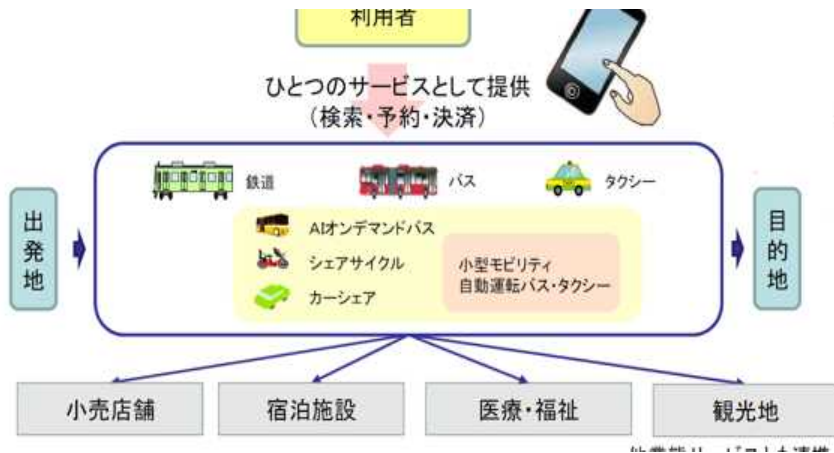 利用者
ひとつのサービスとして提供
（検索・予約・決済）
鉄道
バス
タクシー
出発地
AIオンデマンドバス
シェアサイクル
カーシェア
小型モビリティ
自動運転バス・タクシー
目的地
小売店舗
宿泊施設
医療・福祉
観光地